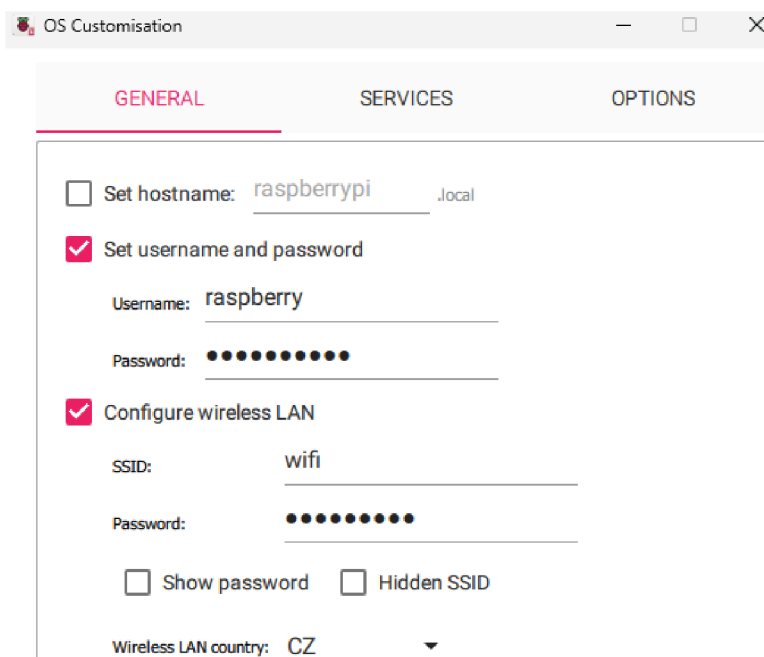 OS Customisation
GENERAL SERVICES OPTIONS
Set hostname: raspberrypi .local
Set username and password
Username: raspberry
Password: ●●●●●●●●●●
Configure wireless LAN
SSID: wifi
Password: ●●●●●●●●●
Show password Hidden SSID
Wireless LAN country: CZ